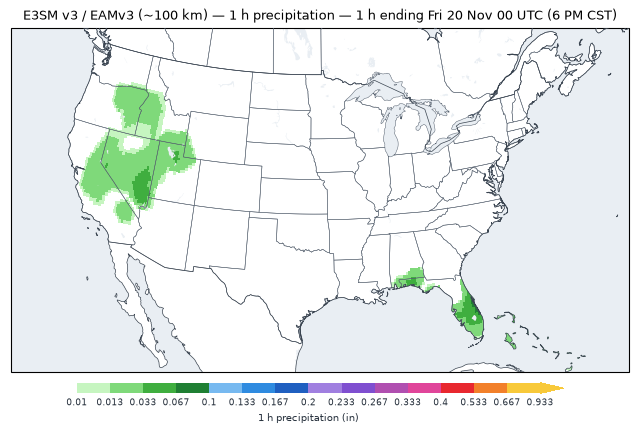 E3SM v3 / EAMv3 (~100 km) — 1 h precipitation — 1 h ending Fri 20 Nov 00 UTC (6 PM CST)
0.01 0.013 0.033 0.067 0.1 0.133 0.167 0.2 0.233 0.267 0.333 0.4 0.533 0.667 0.933
1 h precipitation (in)